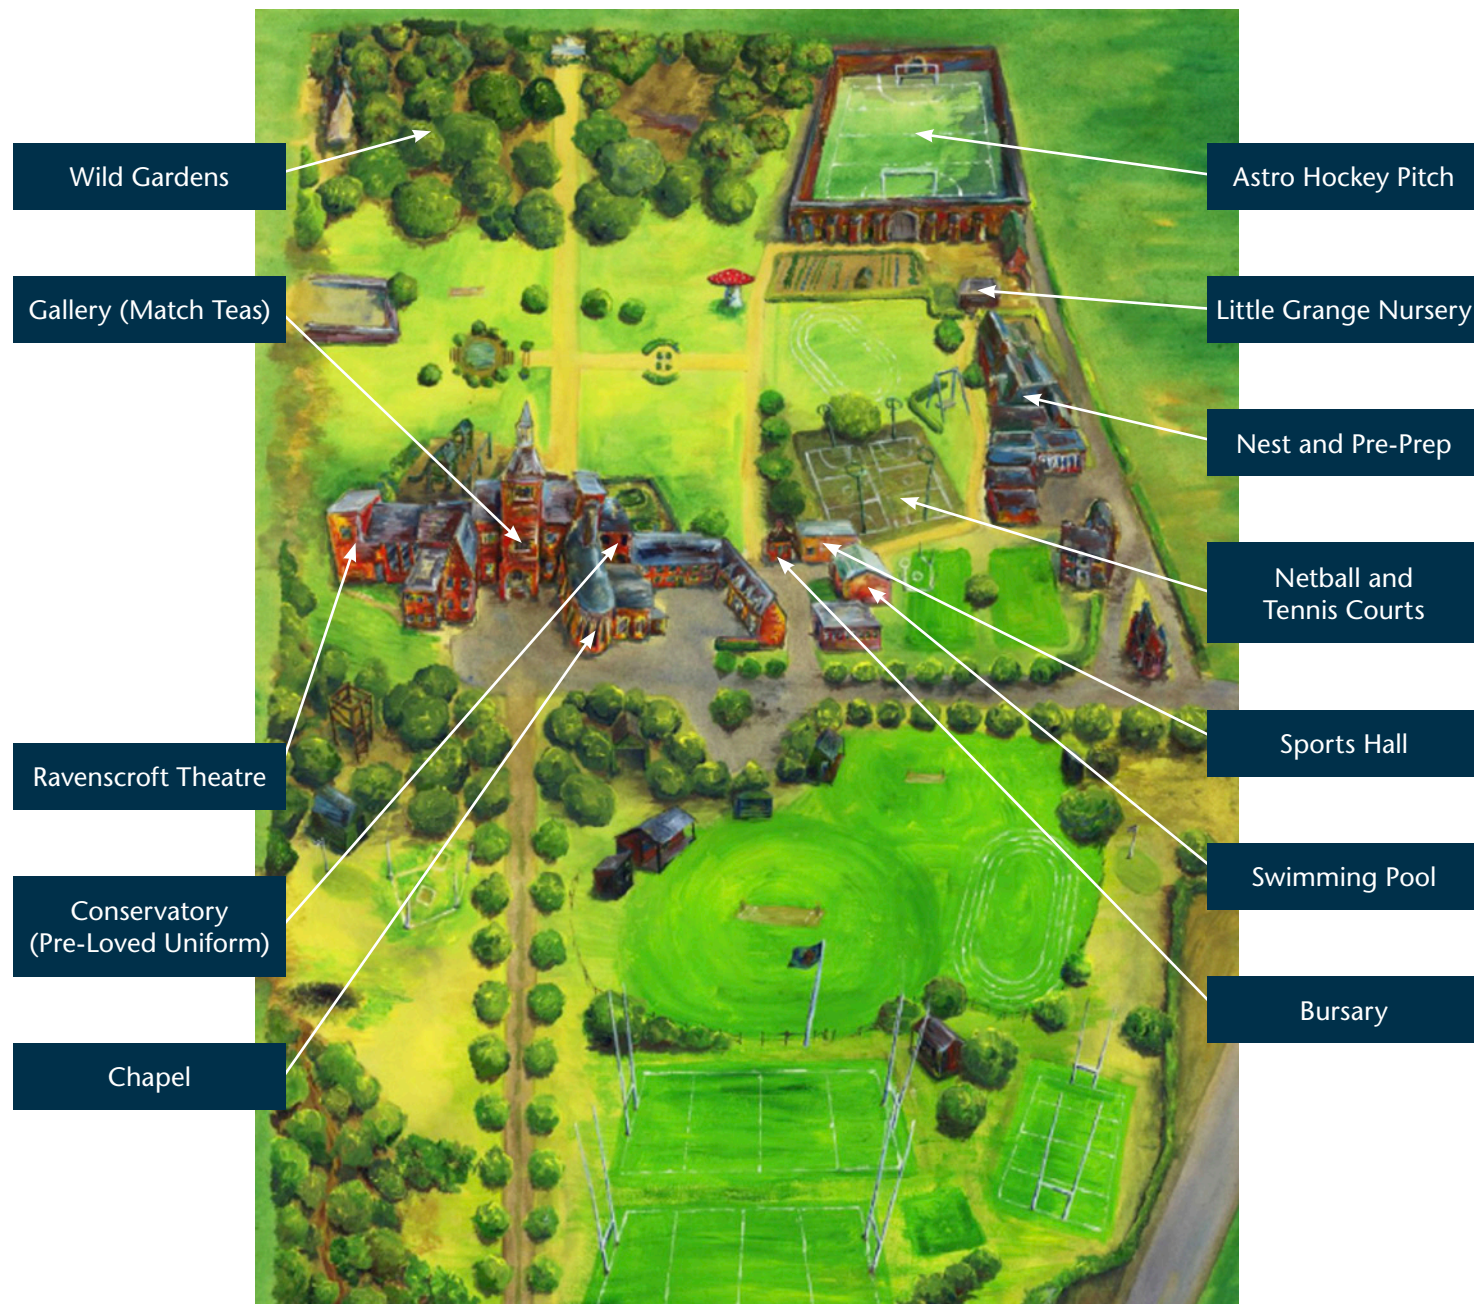 Wild Gardens
Gallery (Match Teas)
Ravenscroft Theatre
Conservatory
(Pre-Loved Uniform)
Chapel
Astro Hockey Pitch
Little Grange Nursery
Nest and Pre-Prep
Netball and
Tennis Courts
Sports Hall
Swimming Pool
Bursary